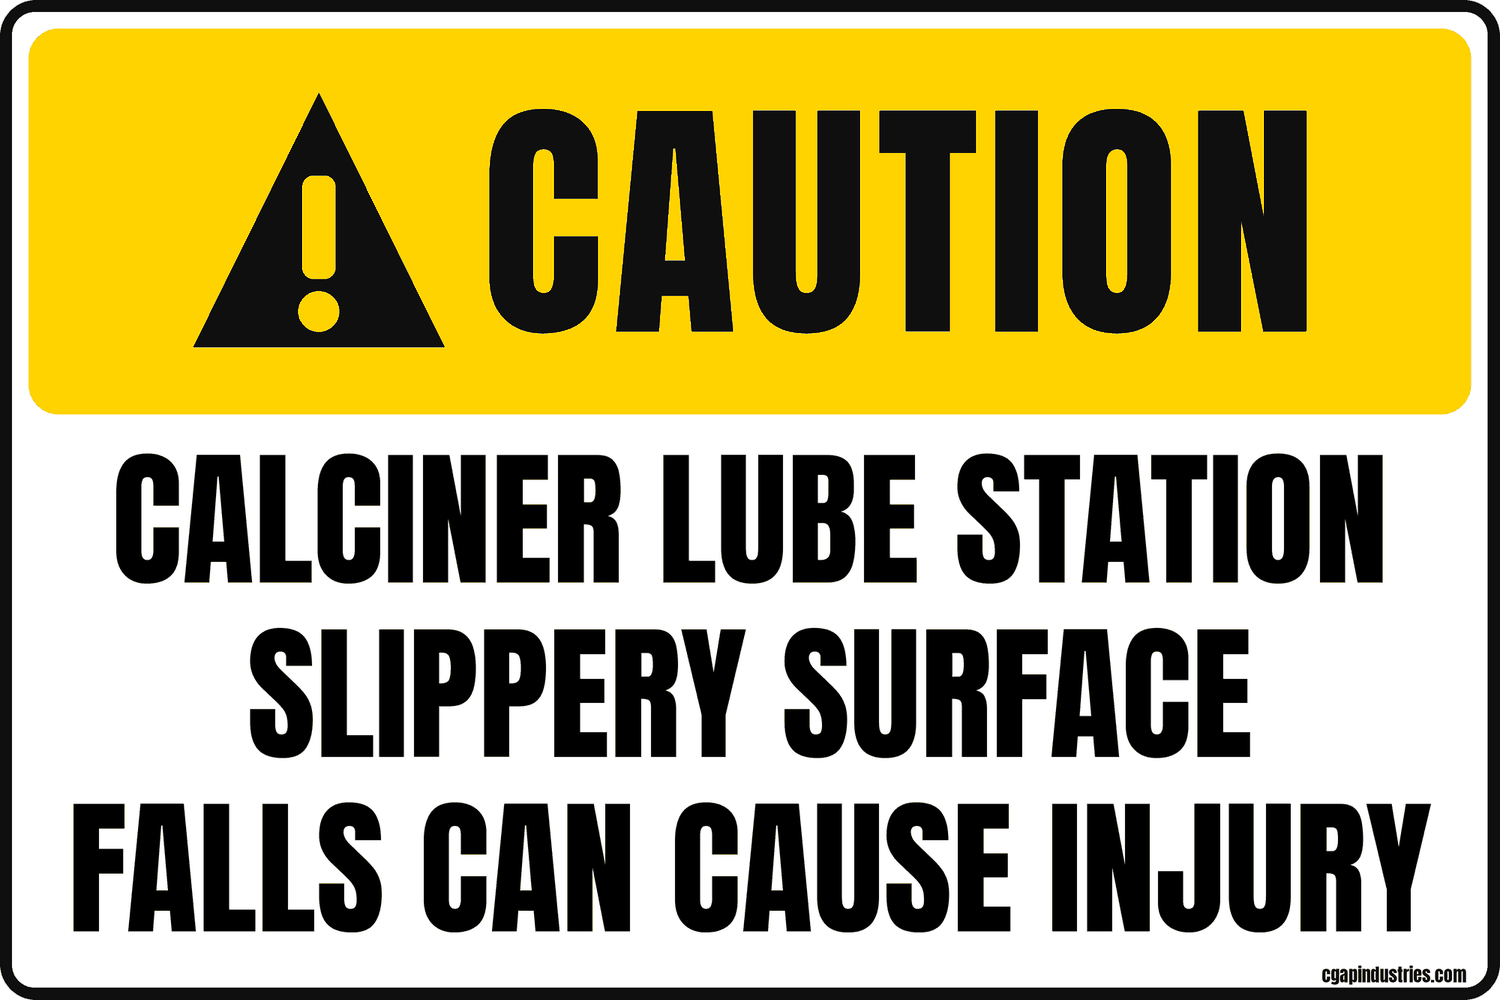 CAUTION
CALCINER LUBE STATION
SLIPPERY SURFACE
FALLS CAN CAUSE INJURY
cgapindustries.com